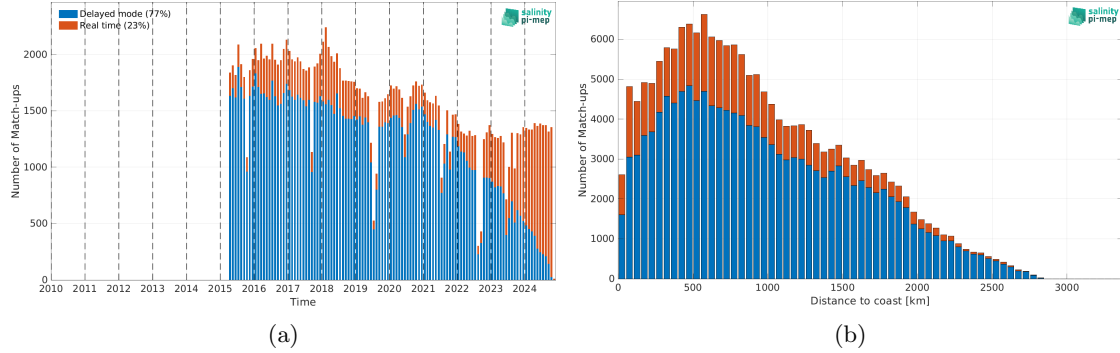 Delayed mode (77%)
Real time (23%)
salinity
pi-mep
Number of Match-ups
2000
1500
1000
500
0
2010 2011 2012 2013 2014 2015 2016 2017 2018 2019 2020 2021 2022 2023 2024
Time
(a)
salinity
pi-mep
Number of Match-ups
6000
5000
4000
3000
2000
1000
0
0 500 1000 1500 2000 2500 3000
Distance to coast [km]
(b)